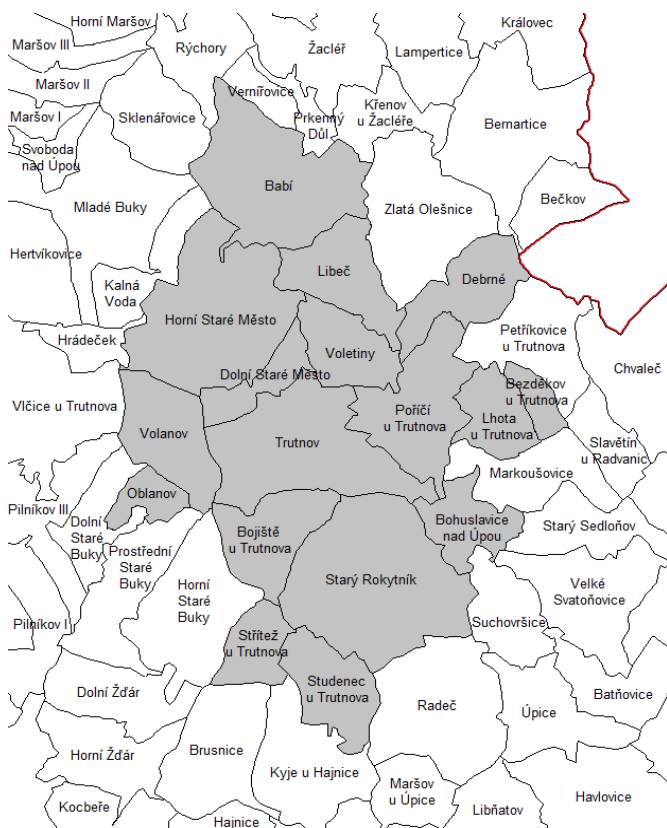 Horní Maršov
Královec
Maršov III
Rýchory
Žacléř
Lampertice
Maršov II
Vernířovice
Křenov
u Žacléře
Maršov I
Sklenářovice
Prkenný
Důl
Bernartice
Svoboda
nad Úpou
Babí
Mladé Buky
Zlatá Olešnice
Bečkov
Hertvíkovice
Libeč
Debrné
Kalná
Voda
Horní Staré Město
Petříkovice
u Trutnova
Hrádeček
Voletiny
Dolní Staré Město
Chvaleč
Bezděkov
u Trutnova
Vlčice u Trutnova
Poříčí
u Trutnova
Lhota
u Trutnova
Volanov
Trutnov
Slavětín
u Radvanic
Markoušovice
Oblanov
Pilníkov III
Dolní
Staré
Buky
Bojiště
u Trutnova
Bohuslavice
nad Úpou
Starý Sedloňov
Prostřední
Staré
Buky
Horní
Staré
Buky
Starý Rokytník
Velké
Svatoňovice
Pilníkov I
Suchovršice
Střítež
u Trutnova
Studenec
u Trutnova
Dolní Žďár
Radeč
Úpice
Batňovice
Horní Žďár
Brusnice
Kyje u Hajnice
Maršov
u Úpice
Havlovice
Kocbeře
Hajnice
Libňatov